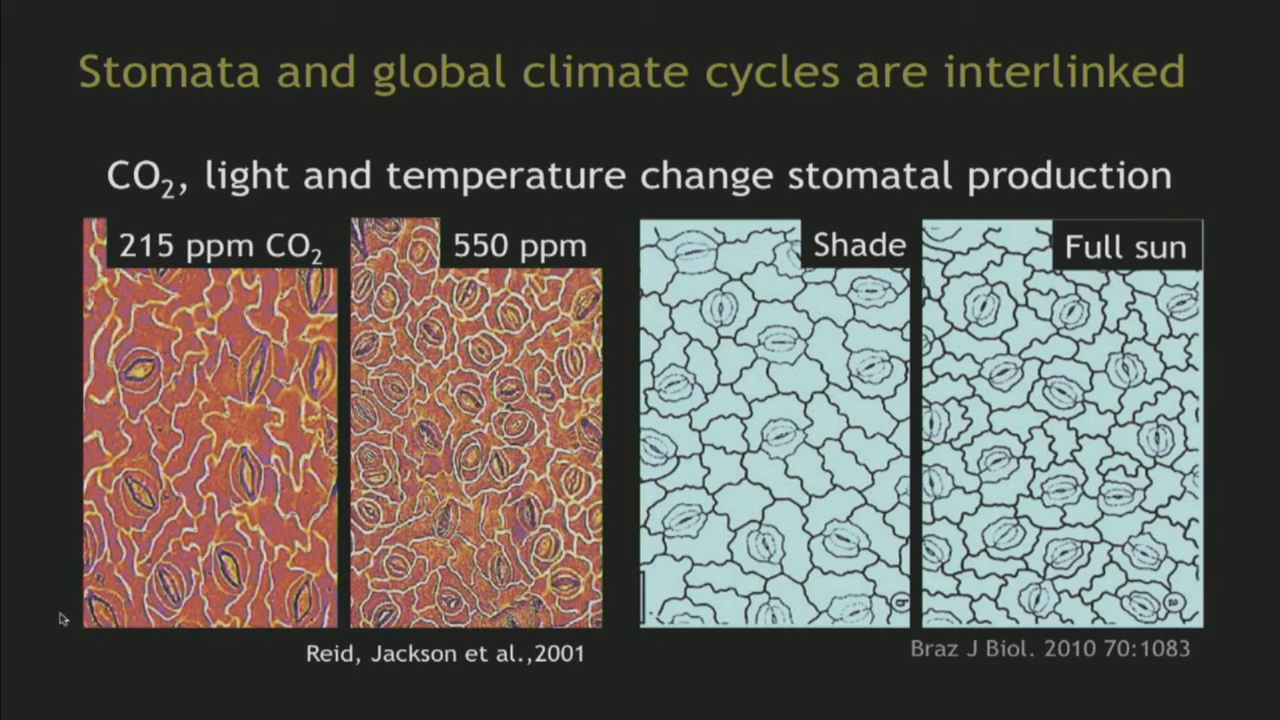 Stomata and global climate cycles are interlinked
CO₂, light and temperature change stomatal production
215 ppm CO₂
550 ppm
Shade
Full sun
Reid, Jackson et al.,2001
Braz J Biol. 2010 70:1083